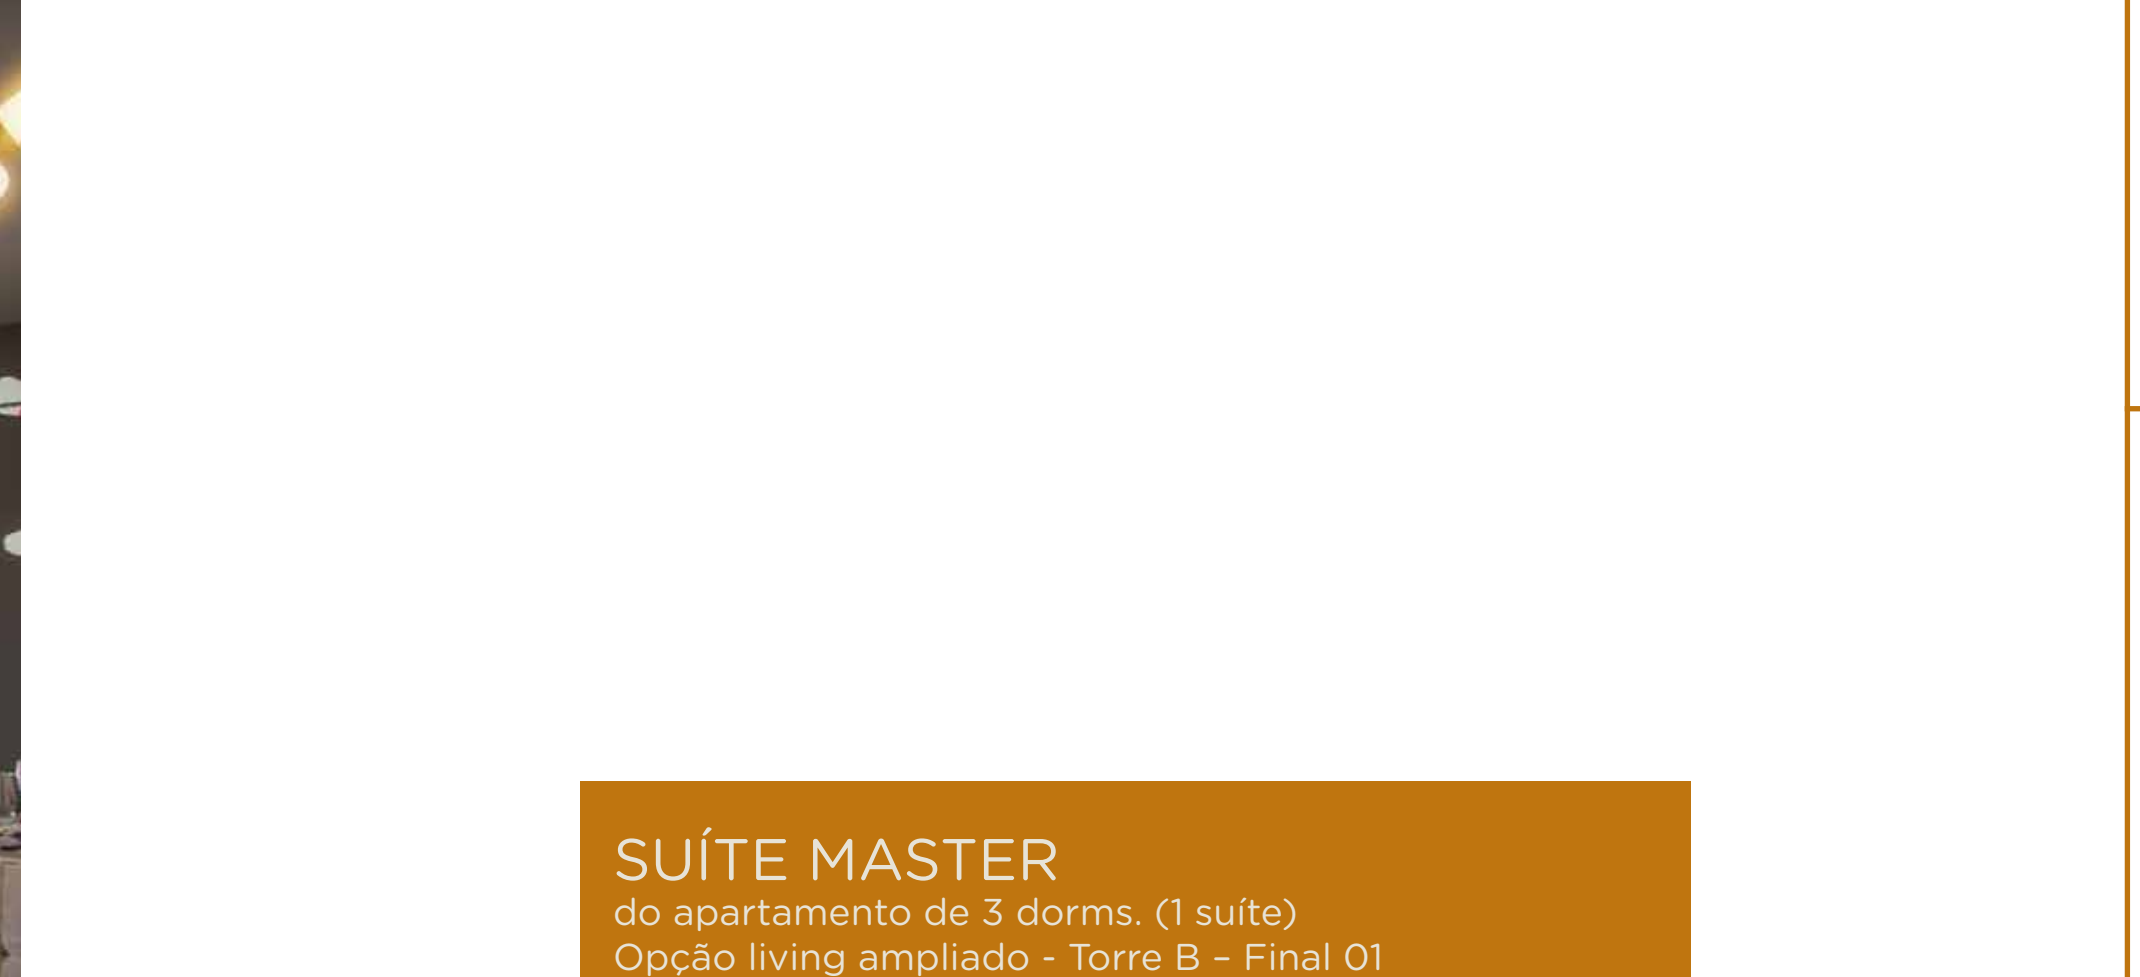 SUÍTE MASTER
do apartamento de 3 dorms. (1 suíte)
Opção living ampliado - Torre B – Final 01